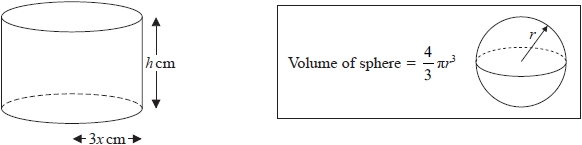 h cm
3x cm
Volume of sphere = 4/3 πr³
r